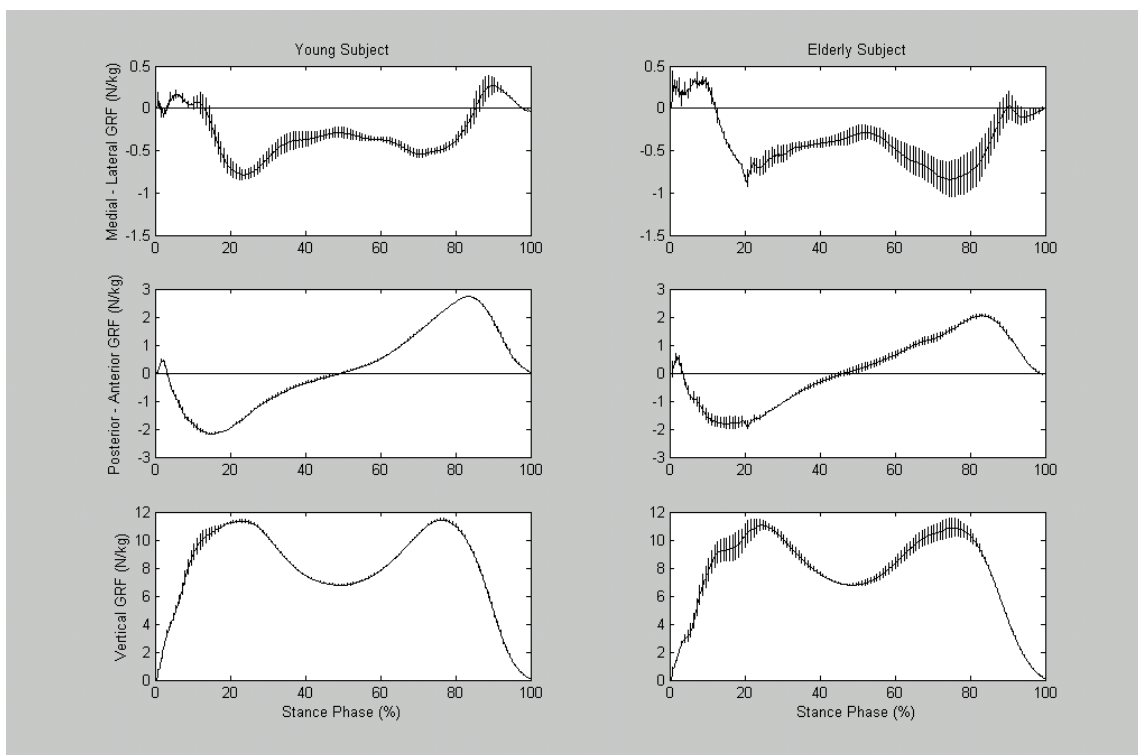 Young Subject
Elderly Subject
Medial - Lateral GRF (N/kg)
0.5
0
-0.5
-1
-1.5
0 20 40 60 80 100
0.5
0
-0.5
-1
-1.5
0 20 40 60 80 100
Posterior - Anterior GRF (N/kg)
3
2
1
0
-1
-2
-3
0 20 40 60 80 100
3
2
1
0
-1
-2
-3
0 20 40 60 80 100
Vertical GRF (N/kg)
12
10
8
6
4
2
0
0 20 40 60 80 100
Stance Phase (%)
12
10
8
6
4
2
0
0 20 40 60 80 100
Stance Phase (%)